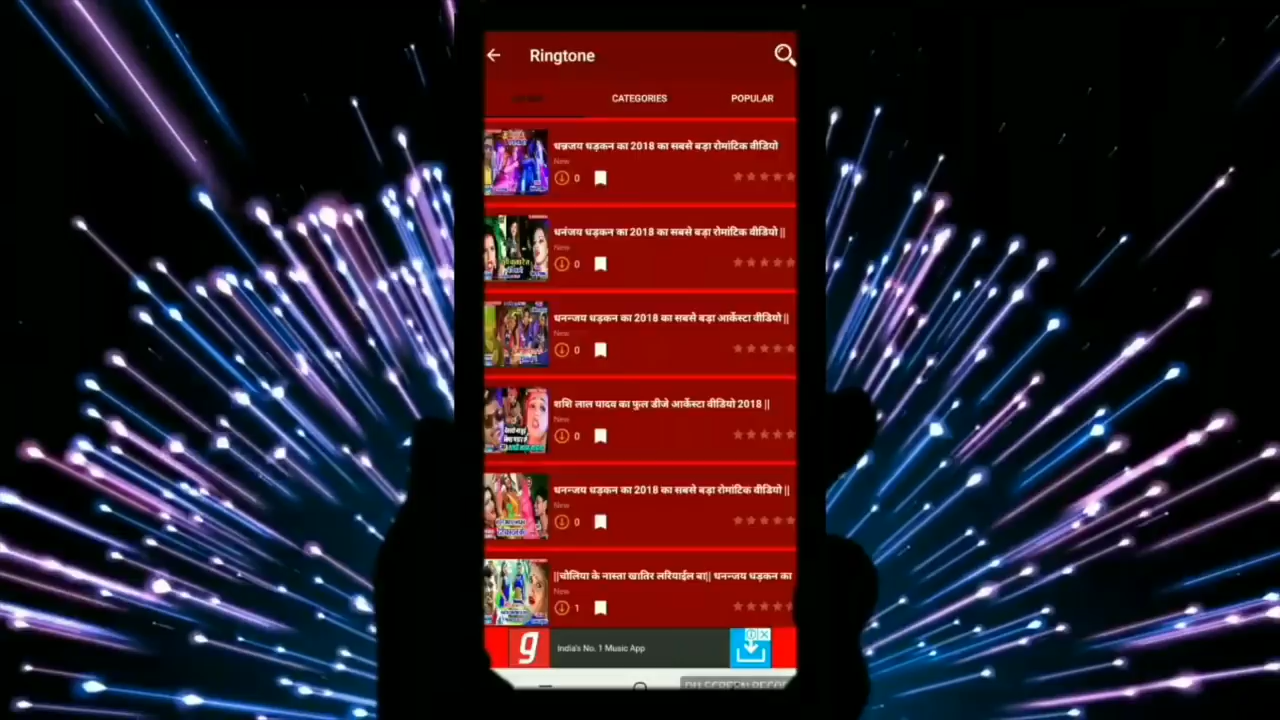 Ringtone
CATEGORIES
POPULAR
धन्नजय धड़कन का 2018 का सबसे बड़ा रोमांटिक वीडियो
New
0
धनंजय धड़कन का 2018 का सबसे बड़ा रोमांटिक वीडियो ||
New
0
धनन्जय धड़कन का 2018 का सबसे बड़ा आर्केस्टा वीडियो ||
New
0
शशि लाल यादव का फुल डीजे आर्केस्टा वीडियो 2018 ||
New
0
धनन्जय धड़कन का 2018 का सबसे बड़ा रोमांटिक वीडियो ||
New
0
||चोलिया के नास्ता खातिर लरियाईल बा|| धनन्जय धड़कन का
New
1
g
India's No. 1 Music App